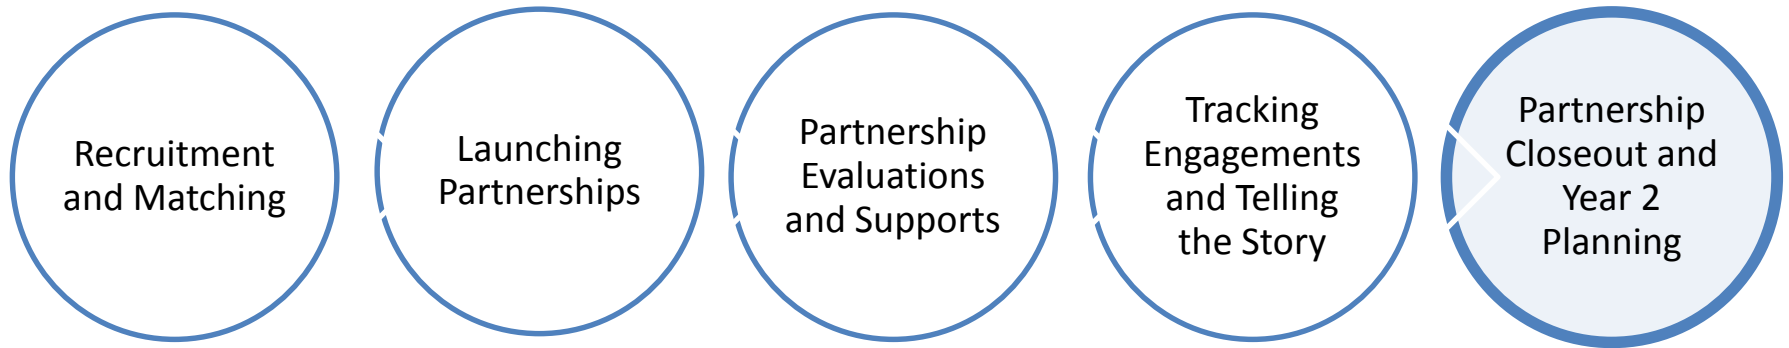 Recruitment
and Matching
Launching
Partnerships
Partnership
Evaluations
and Supports
Tracking
Engagements
and Telling
the Story
Partnership
Closeout and
Year 2
Planning